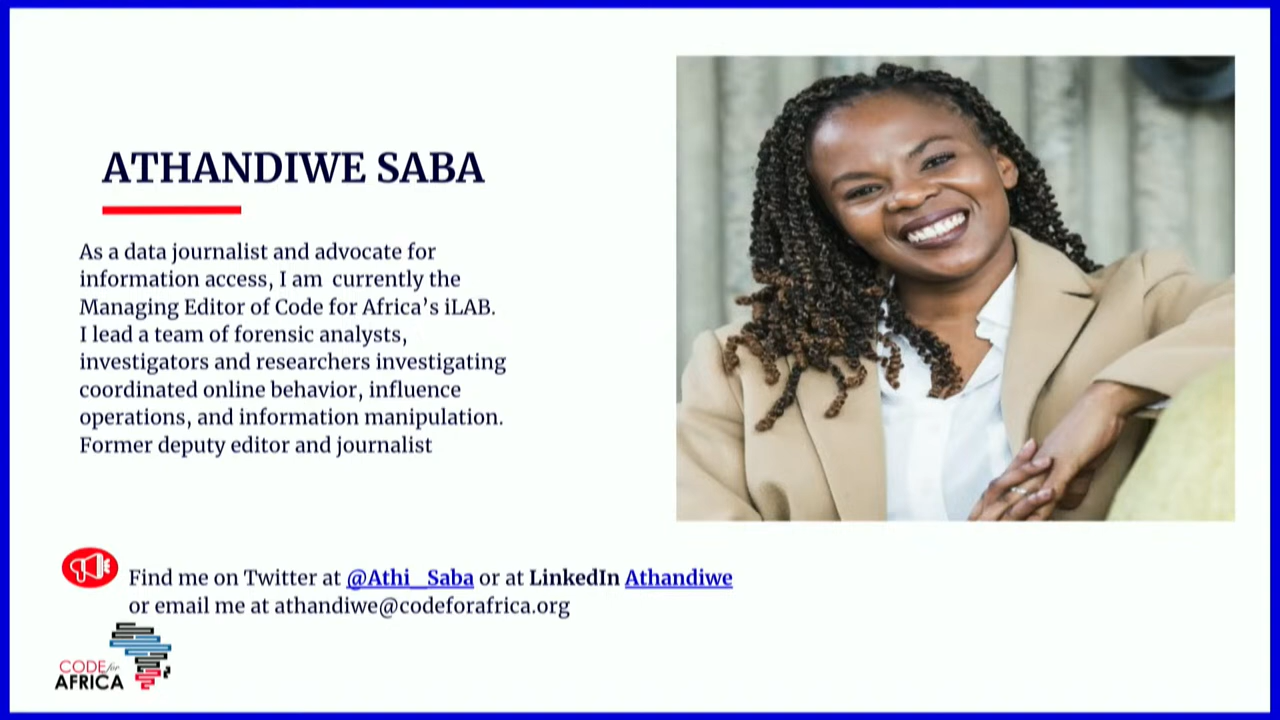 ATHANDIWE SABA
As a data journalist and advocate for
information access, I am  currently the
Managing Editor of Code for Africa’s iLAB.
I lead a team of forensic analysts,
investigators and researchers investigating
coordinated online behavior, influence
operations, and information manipulation.
Former deputy editor and journalist
Find me on Twitter at @Athi__Saba or at LinkedIn Athandiwe
or email me at athandiwe@codeforafrica.org
CODE for
AFRICA